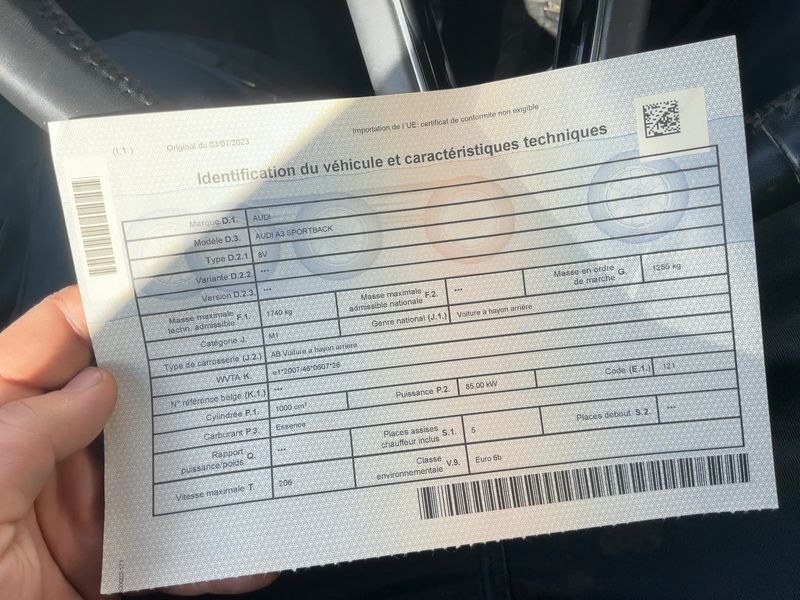 Importation de l'UE: certificat de conformité non exigible
(I.1.) Original du 03/07/2023
Identification du véhicule et caractéristiques techniques
Marque D.1. AUDI
Modèle D.3. AUDI A3 SPORTBACK
Type D.2.1. 8V
Variante D.2.2. ---
Version D.2.3. ---
Masse maximale techn. admissible F.1. 1740 kg Masse maximale admissible nationale F.2. --- Masse en ordre de marche G. 1255 kg
Catégorie J. M1 Genre national (J.1.) Voiture à hayon arrière
Type de carrosserie (J.2.) AB Voiture à hayon arrière
WVTA K. e1*2007/46*0607*26
N° référence belge (K.1.) ---
Cylindrée P.1. 1000 cm³ Puissance P.2. 85,00 kW Code (E.1.) 121
Carburant P.3. Essence
Rapport puissance/poids Q. --- Places assises chauffeur inclus S.1. 5 Places debout S.2. ---
Vitesse maximale T. 206 Classe environnementale V.9. Euro 6b